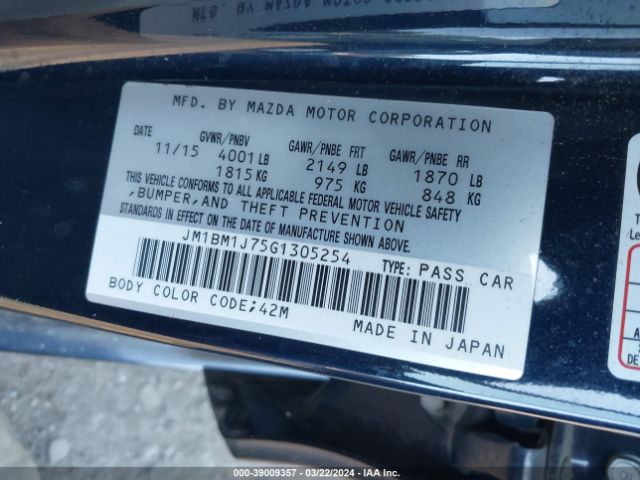 MFD. BY MAZDA MOTOR CORPORATION
DATE GVWR/PNBV GAWR/PNBE FRT GAWR/PNBE RR
11/15 4001 LB 2149 LB 1870 LB
1815 KG 975 KG 848 KG
THIS VEHICLE CONFORMS TO ALL APPLICABLE FEDERAL MOTOR VEHICLE SAFETY
,BUMPER,AND THEFT PREVENTION
STANDARDS IN EFFECT ON THE DATE OF MANUFACTURE SHOWN ABOVE.
JM1BM1J75G1305254 TYPE: PASS CAR
BODY COLOR CODE;42M
MADE IN JAPAN
000-39009357 - 03/22/2024 - IAA Inc.